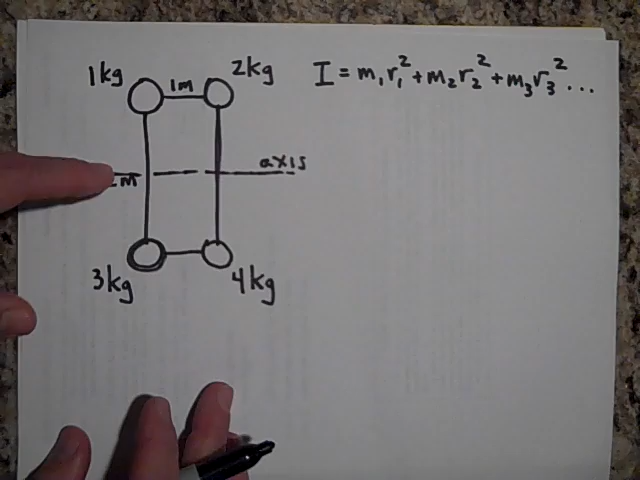 1kg 1m 2kg
I = m₁r₁² + m₂r₂² + m₃r₃² ...
axis
m
3kg 4kg